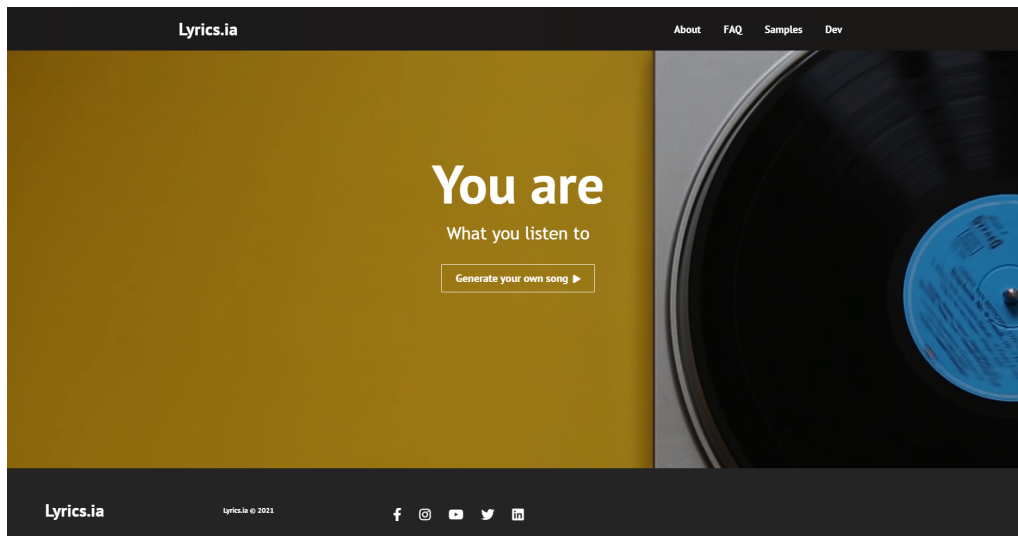 Lyrics.ia
About FAQ Samples Dev
You are
What you listen to
Generate your own song
Lyrics.ia
Lyrics.ia © 2021